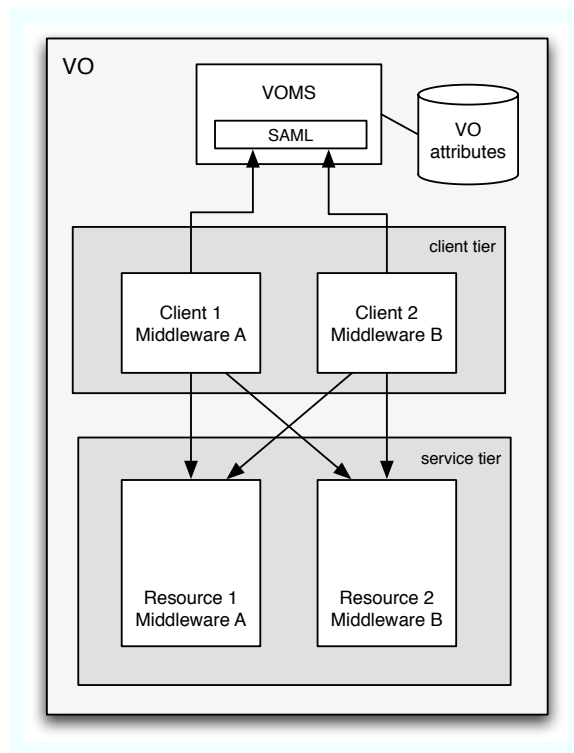 VO
VOMS
SAML
VO
attributes
client tier
Client 1
Middleware A
Client 2
Middleware B
service tier
Resource 1
Middleware A
Resource 2
Middleware B